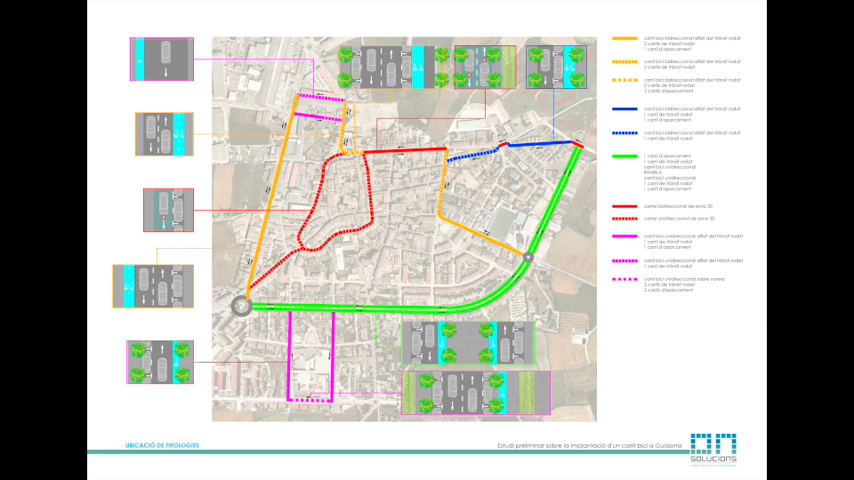 carril bici bidireccional aïllat del trànsit rodat
2 carrils de trànsit rodat
1 carril d'aparcament
carril bici bidireccional aïllat del trànsit rodat
2 carrils de trànsit rodat
carril bici bidireccional aïllat del trànsit rodat
2 carrils de trànsit rodat
2 carrils d'aparcament
carril bici bidireccional aïllat del trànsit rodat
1 carril de trànsit rodat
1 carril d'aparcament
carril bici bidireccional aïllat del trànsit rodat
1 carril de trànsit rodat
1 carril d'aparcament
1 carril de trànsit rodat
carril bici unidireccional
RAMBLA
carril bici unidireccional
1 carril de trànsit rodat
1 carril d'aparcament
carrer bidireccional de zona 30
carrer unidireccional de zona 30
carril bici unidireccional aïllat del trànsit rodat
1 carril de trànsit rodat
1 carril d'aparcament
carril bici unidireccional aïllat del trànsit rodat
1 carril de trànsit rodat
carril bici unidireccional sobre vorera
2 carrils de trànsit rodat
2 carrils d'aparcament
UBICACIÓ DE TIPOLOGIES
Estudi preliminar sobre la implantació d'un carril bici a Guissona
SOLUCIONS